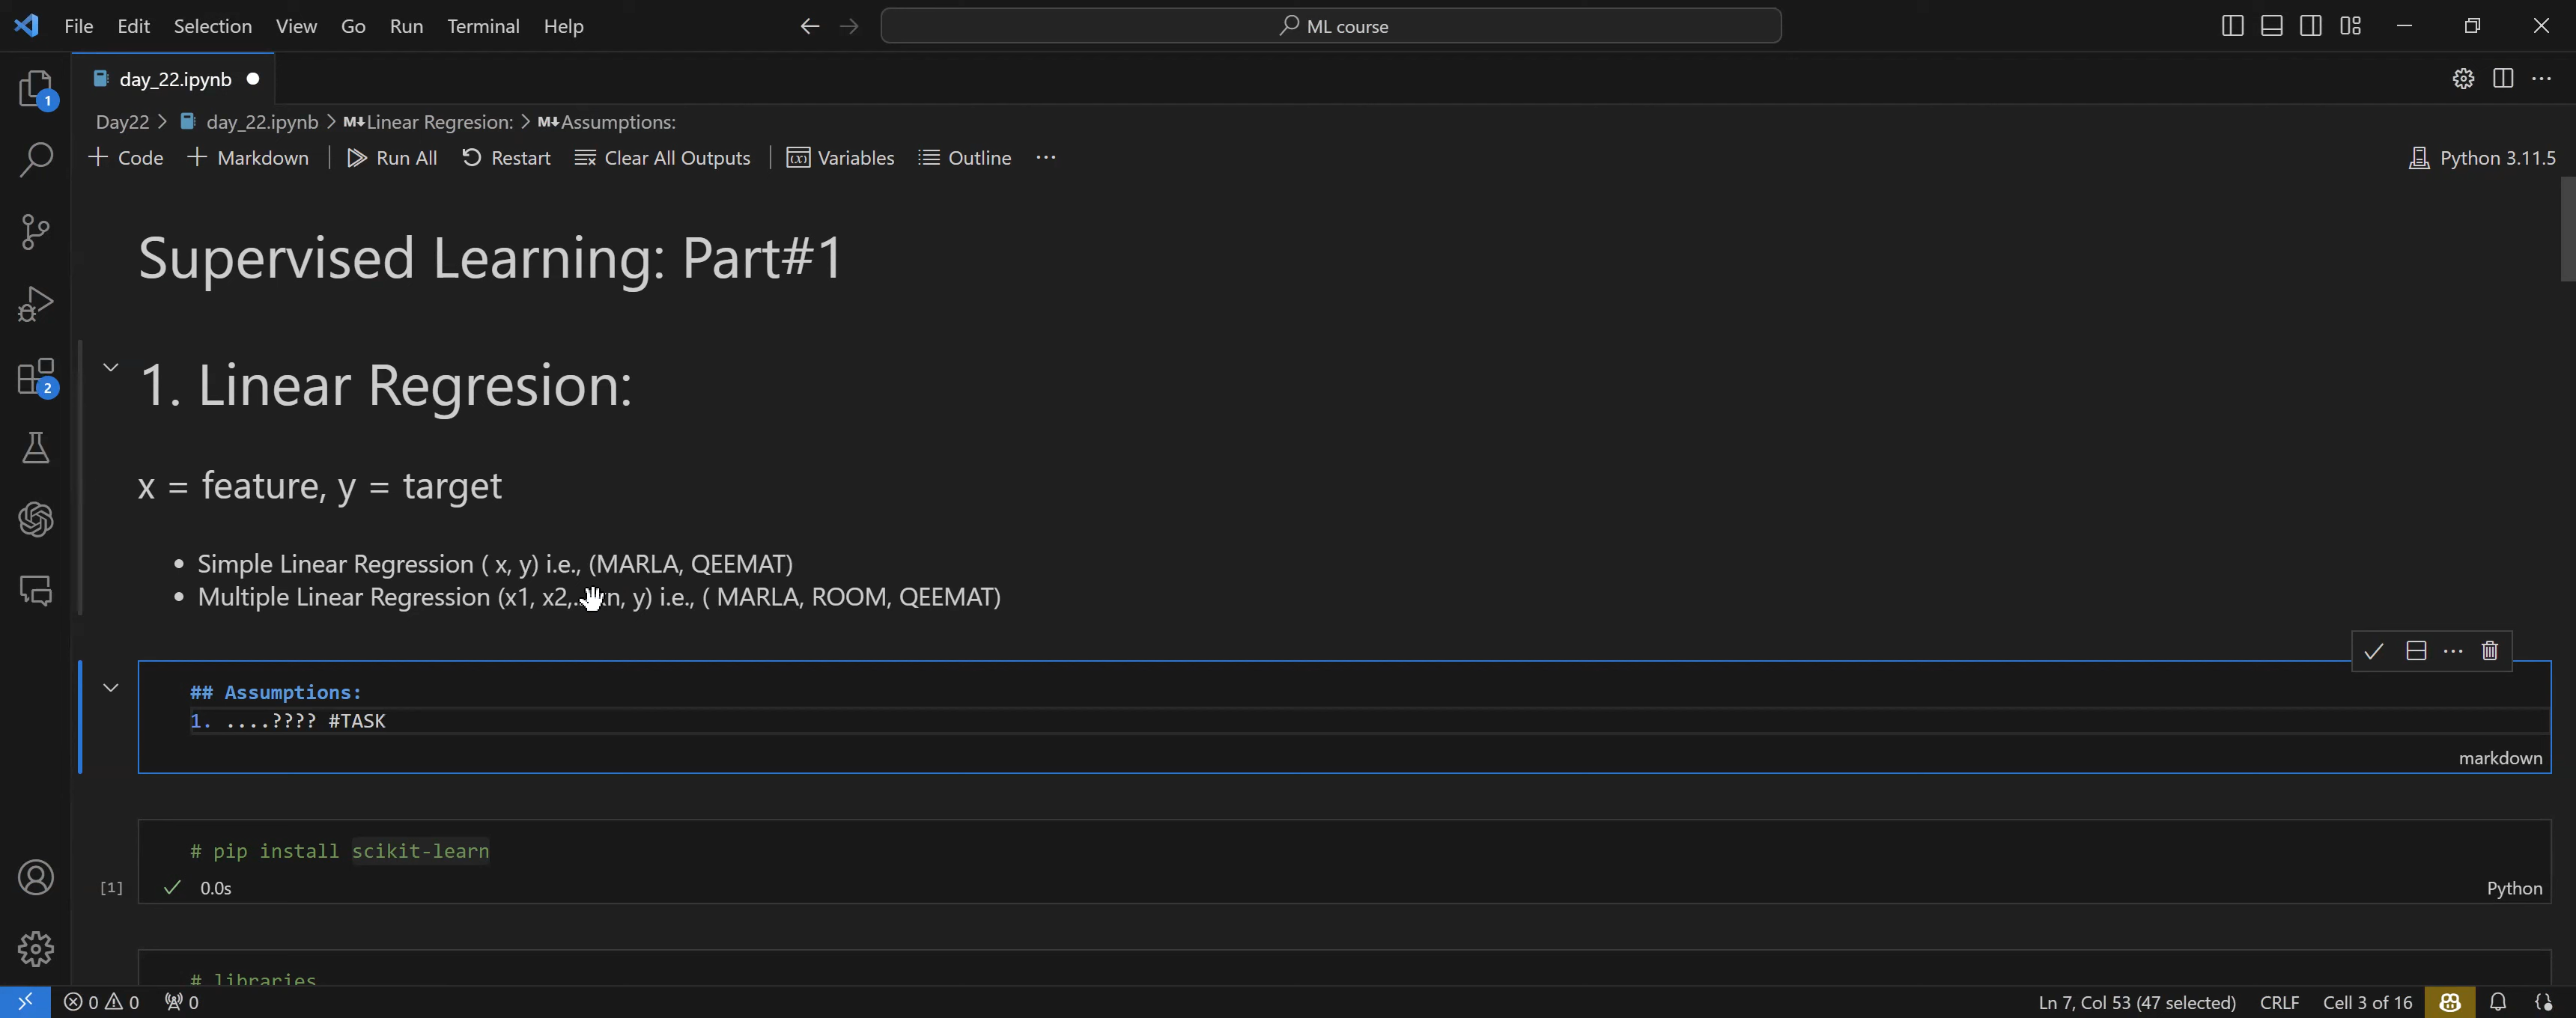 File Edit Selection View Go Run Terminal Help
ML course
day_22.ipynb
Day22 > day_22.ipynb > M↓Linear Regresion: > M↓Assumptions:
+ Code + Markdown Run All Restart Clear All Outputs Variables Outline ...
Python 3.11.5
1
2
Supervised Learning: Part#1
1. Linear Regresion:
x = feature, y = target
• Simple Linear Regression ( x, y) i.e., (MARLA, QEEMAT)
• Multiple Linear Regression (x1, x2, y) i.e., ( MARLA, ROOM, QEEMAT)
## Assumptions:
1. ....???? #TASK
markdown
# pip install scikit-learn
[1] 0.0s
Python
# libraries
0 0 0
Ln 7, Col 53 (47 selected) CRLF Cell 3 of 16